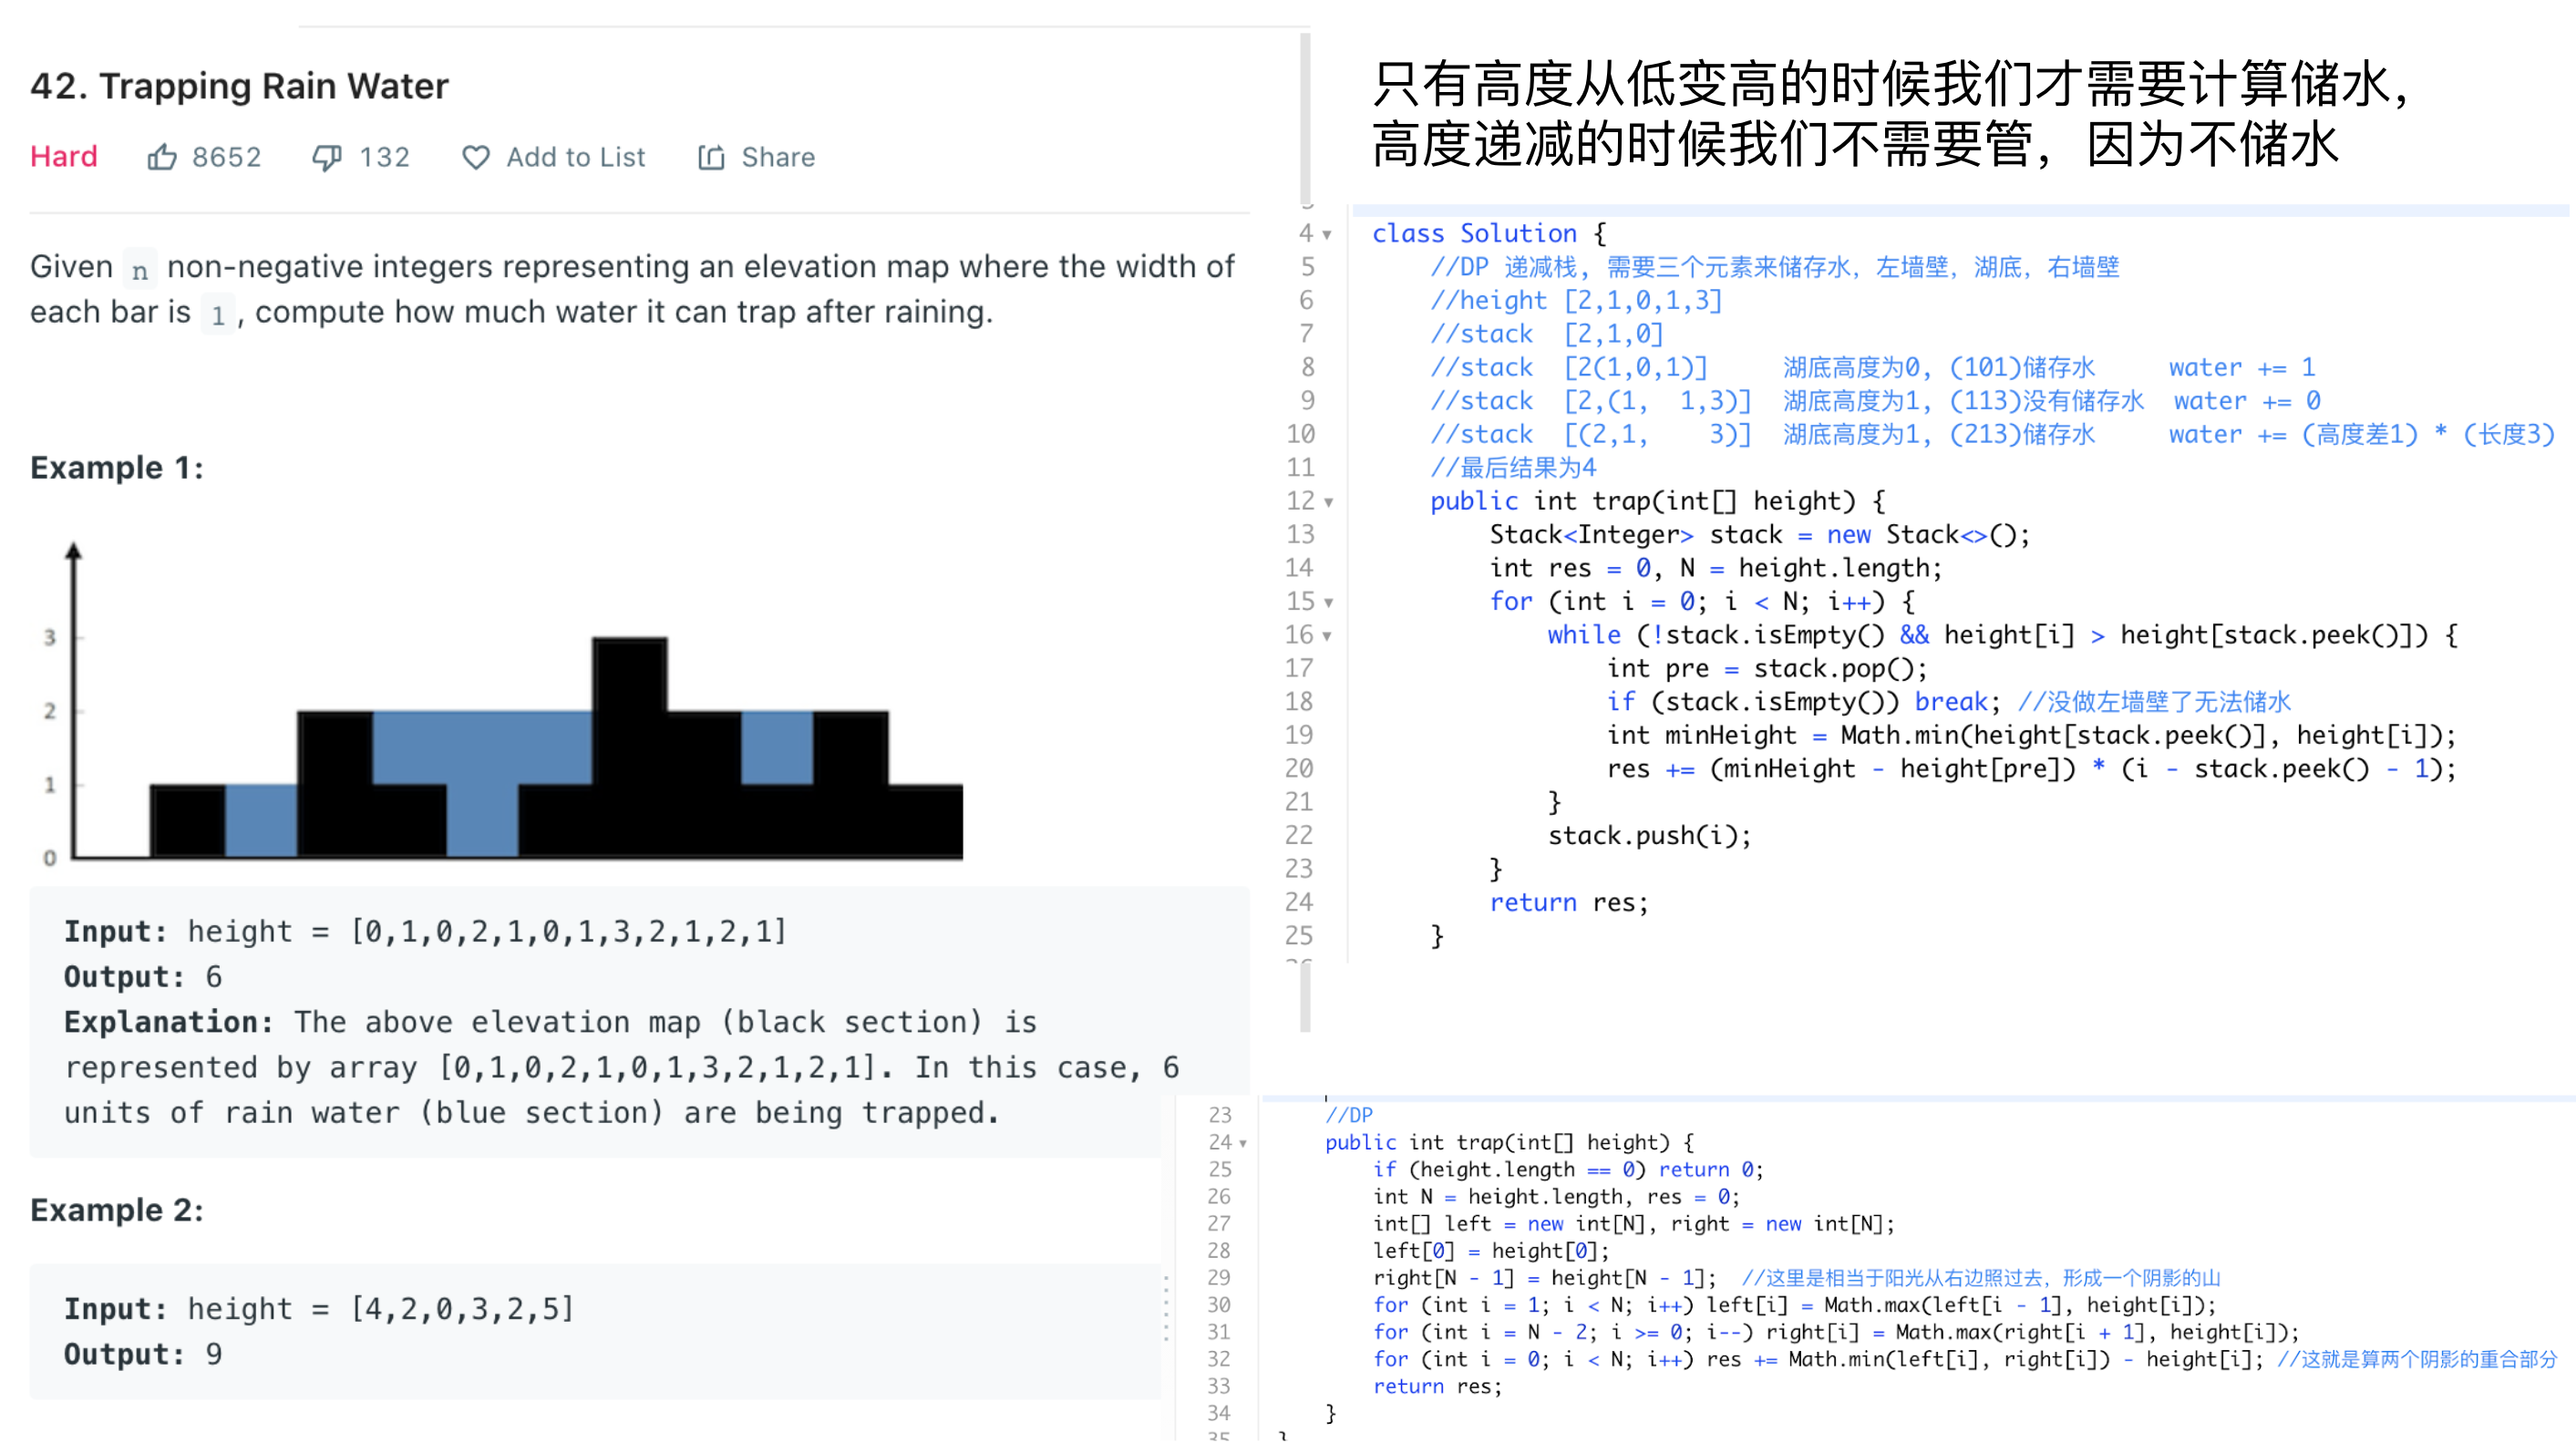 42. Trapping Rain Water
Hard 8652 132 Add to List Share
Given n non-negative integers representing an elevation map where the width of
each bar is 1, compute how much water it can trap after raining.
Example 1:
3
2
1
0
Input: height = [0,1,0,2,1,0,1,3,2,1,2,1]
Output: 6
Explanation: The above elevation map (black section) is
represented by array [0,1,0,2,1,0,1,3,2,1,2,1]. In this case, 6
units of rain water (blue section) are being trapped.
Example 2:
Input: height = [4,2,0,3,2,5]
Output: 9
只有高度从低变高的时候我们才需要计算储水，
高度递减的时候我们不需要管，因为不储水
4 class Solution {
5 //DP 递减栈, 需要三个元素来储存水, 左墙壁, 湖底, 右墙壁
6 //height [2,1,0,1,3]
7 //stack [2,1,0]
8 //stack [2(1,0,1)] 湖底高度为0, (101)储存水 water += 1
9 //stack [2,(1, 1,3)] 湖底高度为1, (113)没有储存水 water += 0
10 //stack [(2,1, 3)] 湖底高度为1, (213)储存水 water += (高度差1) * (长度3)
11 //最后结果为4
12 public int trap(int[] height) {
13 Stack<Integer> stack = new Stack<>();
14 int res = 0, N = height.length;
15 for (int i = 0; i < N; i++) {
16 while (!stack.isEmpty() && height[i] > height[stack.peek()]) {
17 int pre = stack.pop();
18 if (stack.isEmpty()) break; //没做左墙壁了无法储水
19 int minHeight = Math.min(height[stack.peek()], height[i]);
20 res += (minHeight - height[pre]) * (i - stack.peek() - 1);
21 }
22 stack.push(i);
23 }
24 return res;
25 }
23 //DP
24 public int trap(int[] height) {
25 if (height.length == 0) return 0;
26 int N = height.length, res = 0;
27 int[] left = new int[N], right = new int[N];
28 left[0] = height[0];
29 right[N - 1] = height[N - 1]; //这里是相当于阳光从右边照过去, 形成一个阴影的山
30 for (int i = 1; i < N; i++) left[i] = Math.max(left[i - 1], height[i]);
31 for (int i = N - 2; i >= 0; i--) right[i] = Math.max(right[i + 1], height[i]);
32 for (int i = 0; i < N; i++) res += Math.min(left[i], right[i]) - height[i]; //这就是算两个阴影的重合部分
33 return res;
34 }
35 }